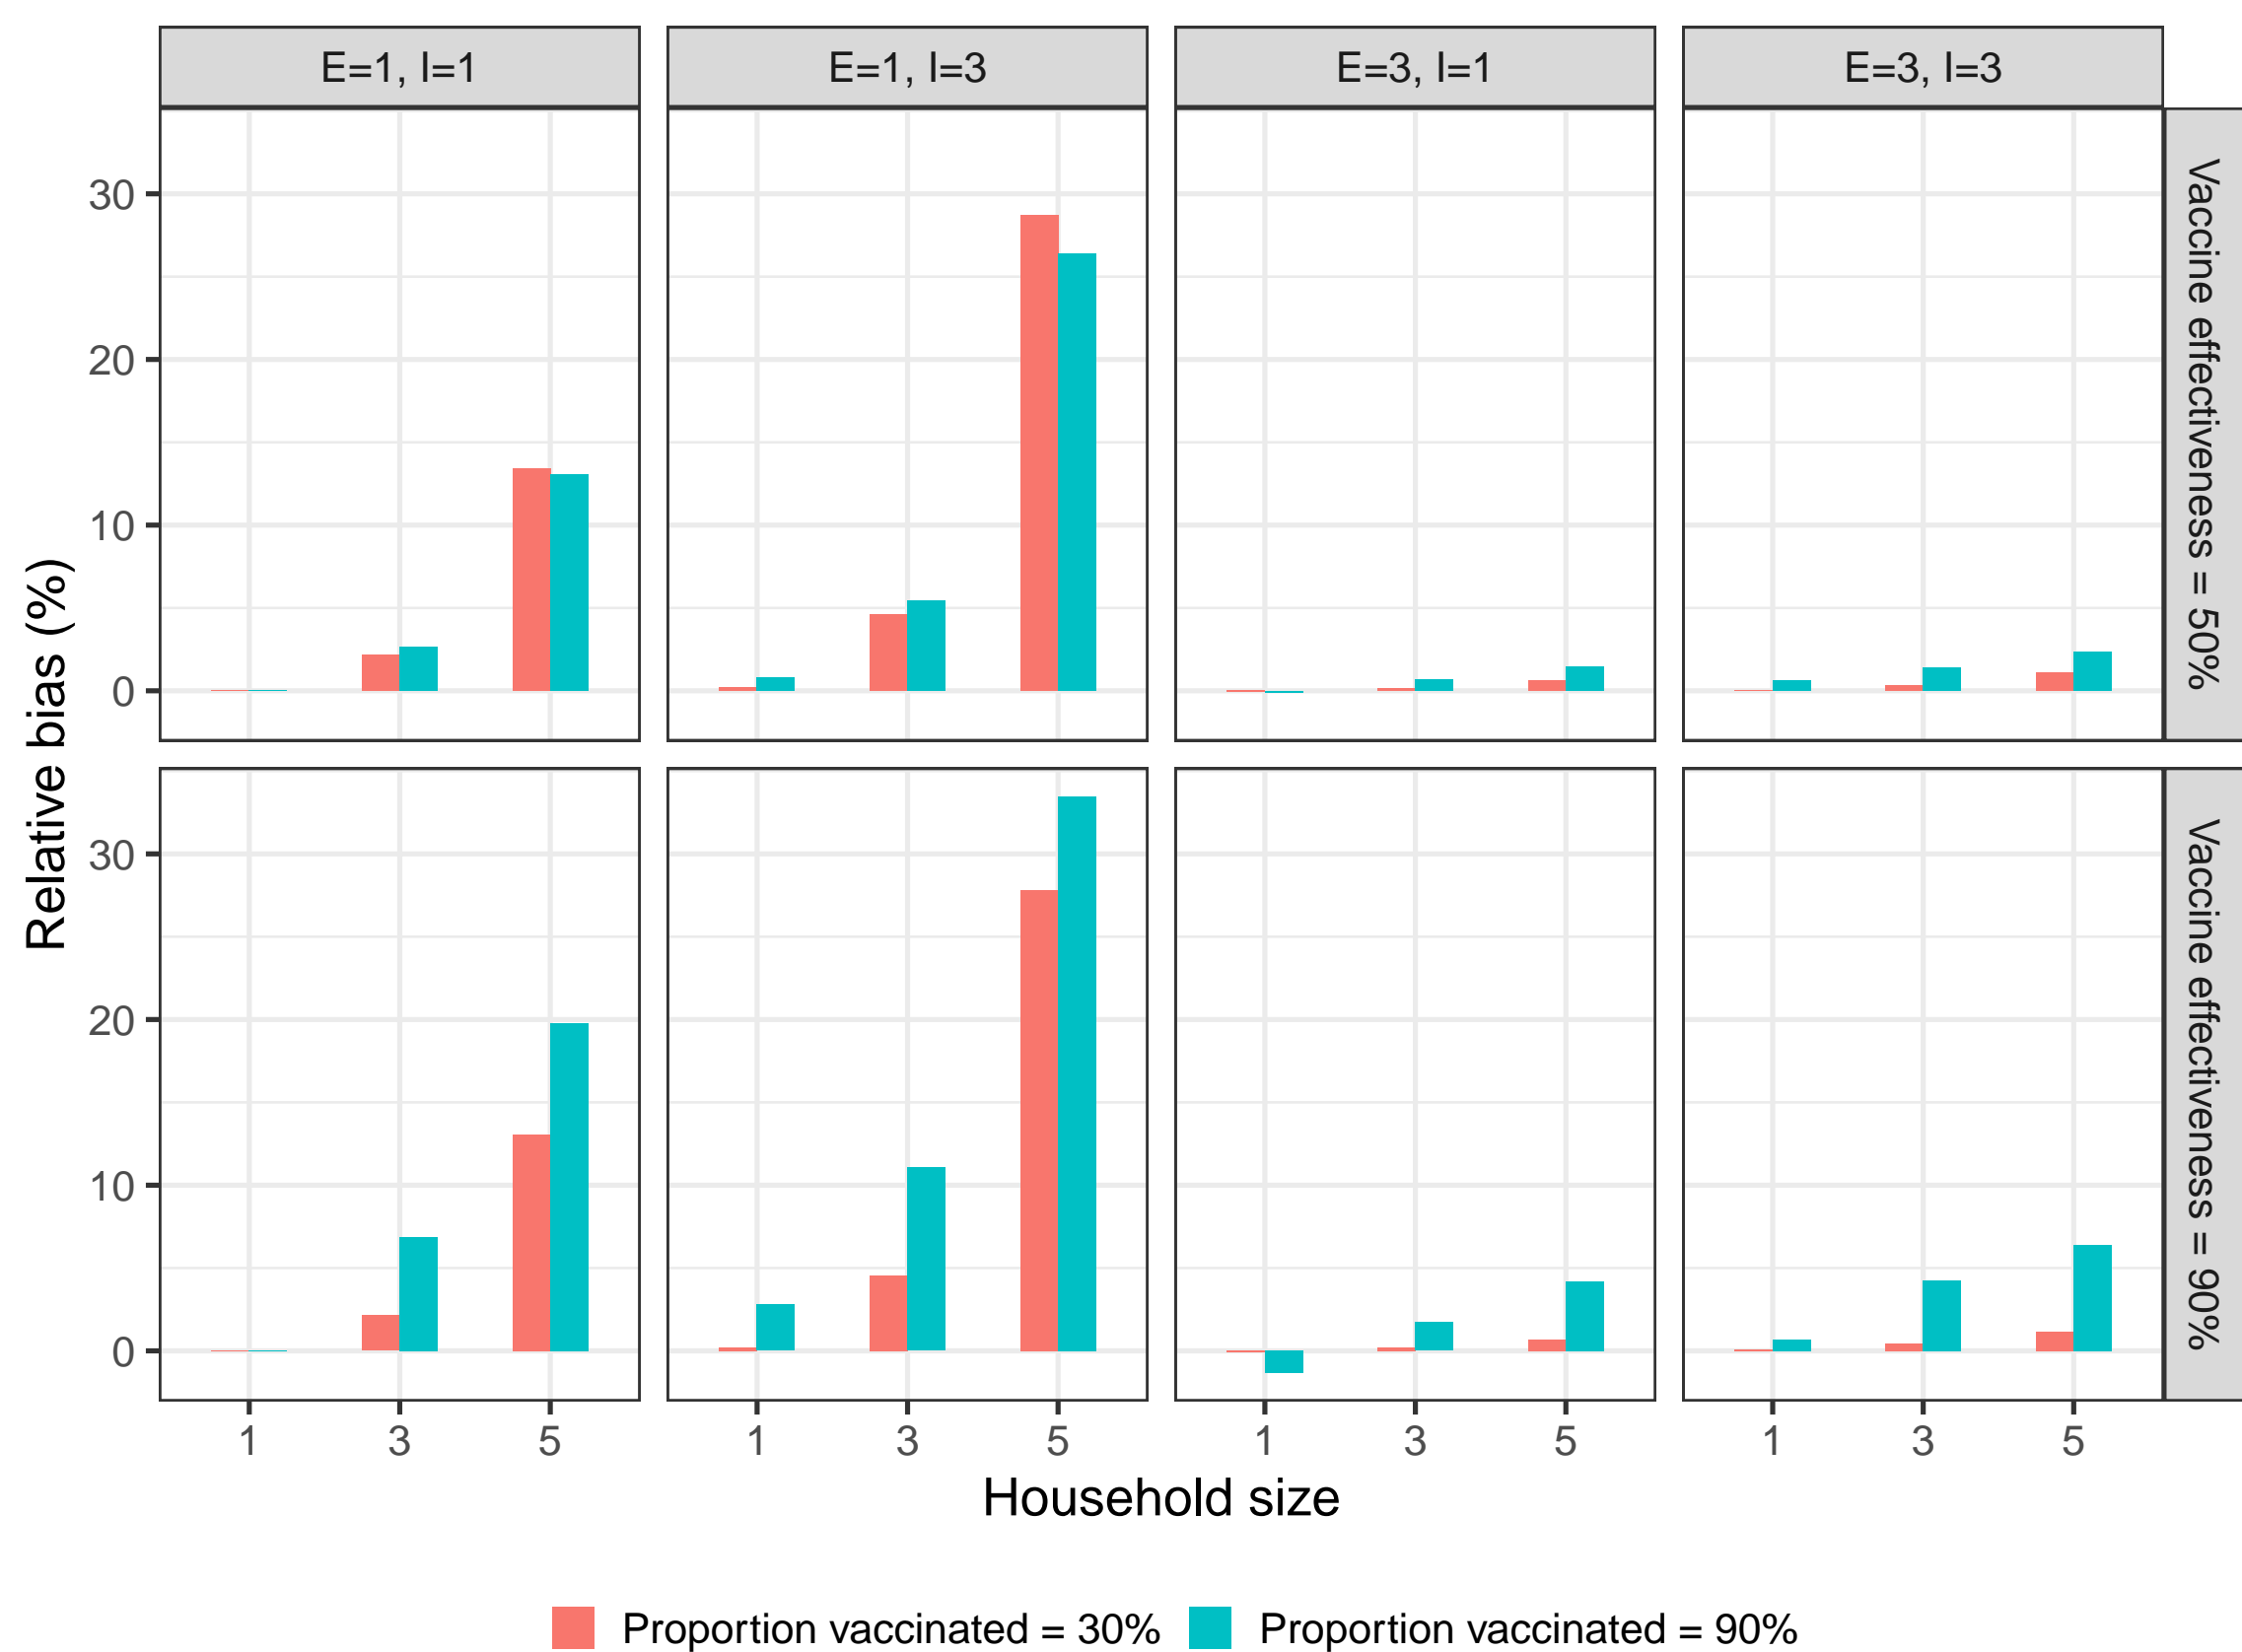 E=1, I=1
E=1, I=3
E=3, I=1
E=3, I=3
30
20
10
0
Vaccine effectiveness = 50%
Relative bias (%)
30
20
10
0
Vaccine effectiveness = 90%
1 3 5 1 3 5 1 3 5 1 3 5
Household size
Proportion vaccinated = 30% Proportion vaccinated = 90%